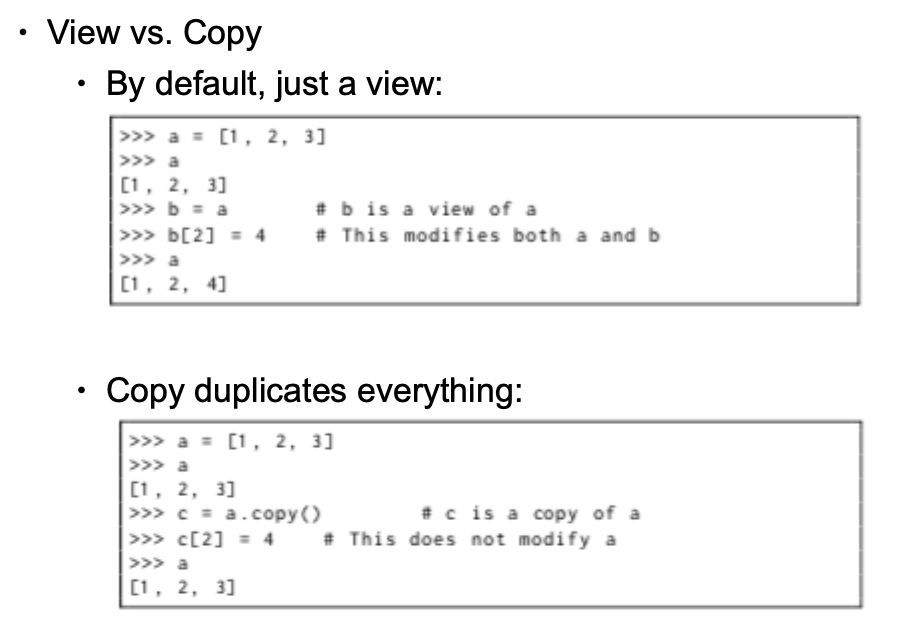 • View vs. Copy
• By default, just a view:
>>> a = [1, 2, 3]
>>> a
[1, 2, 3]
>>> b = a        # b is a view of a
>>> b[2] = 4     # This modifies both a and b
>>> a
[1, 2, 4]
• Copy duplicates everything:
>>> a = [1, 2, 3]
>>> a
[1, 2, 3]
>>> c = a.copy()        # c is a copy of a
>>> c[2] = 4    # This does not modify a
>>> a
[1, 2, 3]